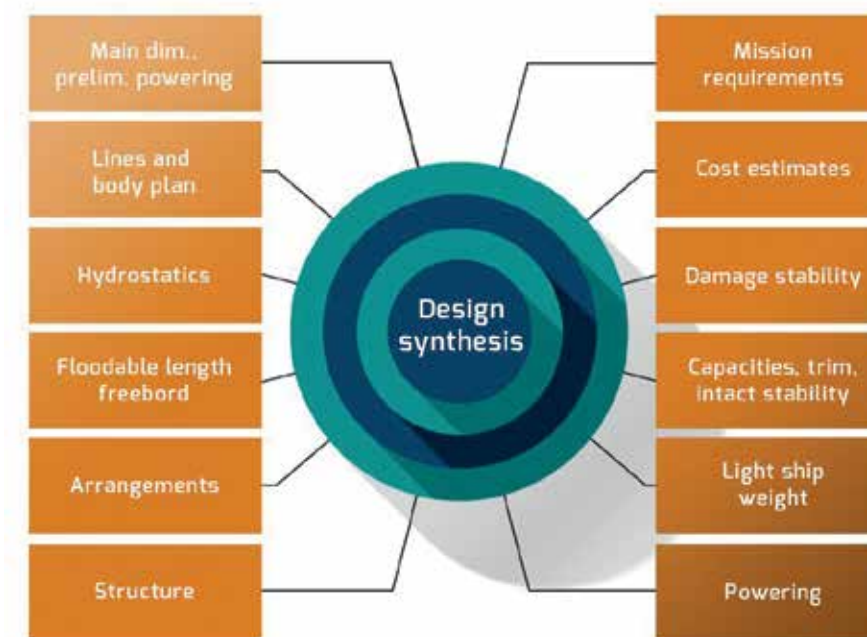 Main dim.,
prelim. powering
Lines and
body plan
Hydrostatics
Floodable length
freebord
Arrangements
Structure
Design
synthesis
Mission
requirements
Cost estimates
Damage stability
Capacities, trim,
intact stability
Light ship
weight
Powering